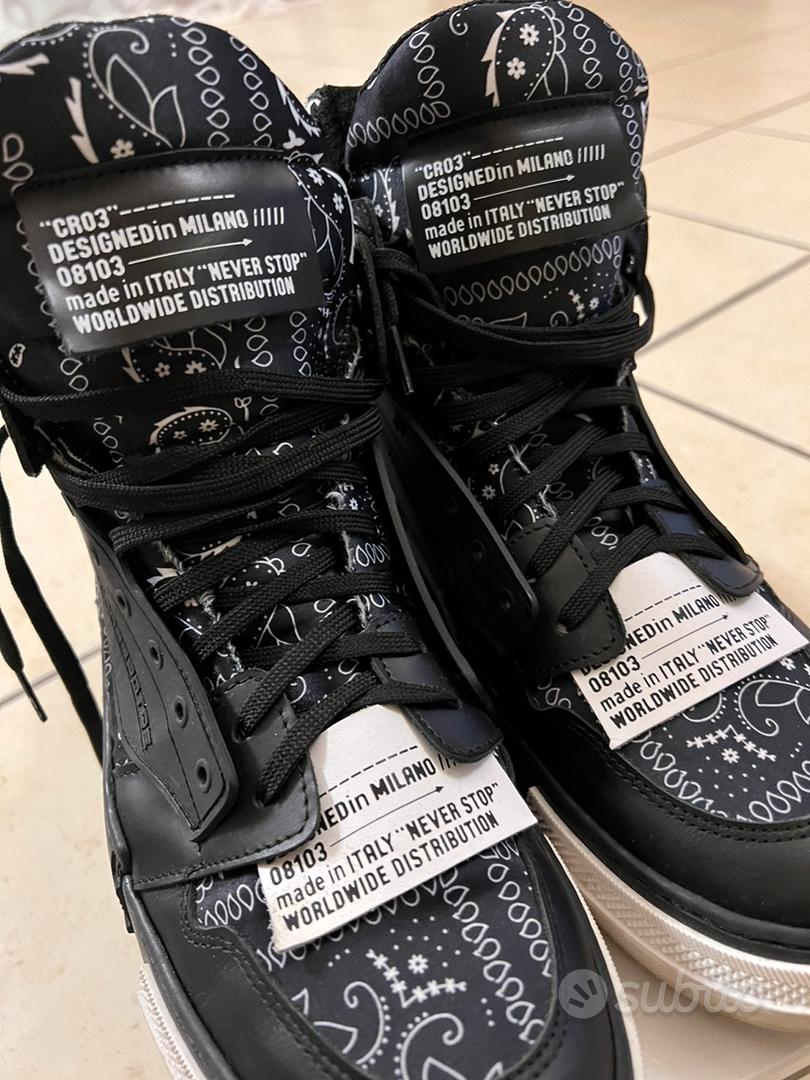 "CR03"---------
DESIGNEDin MILANO /////
08103
made in ITALY "NEVER STOP"
WORLDWIDE DISTRIBUTION
"CR03"---------
DESIGNEDin MILANO /////
08103
made in ITALY "NEVER STOP"
WORLDWIDE DISTRIBUTION
DESIGNEDin MILANO
08103
made in ITALY "NEVER STOP"
WORLDWIDE DISTRIBUTION
DESIGNEDin MILANO
08103
made in ITALY "NEVER STOP"
WORLDWIDE DISTRIBUTION
subito